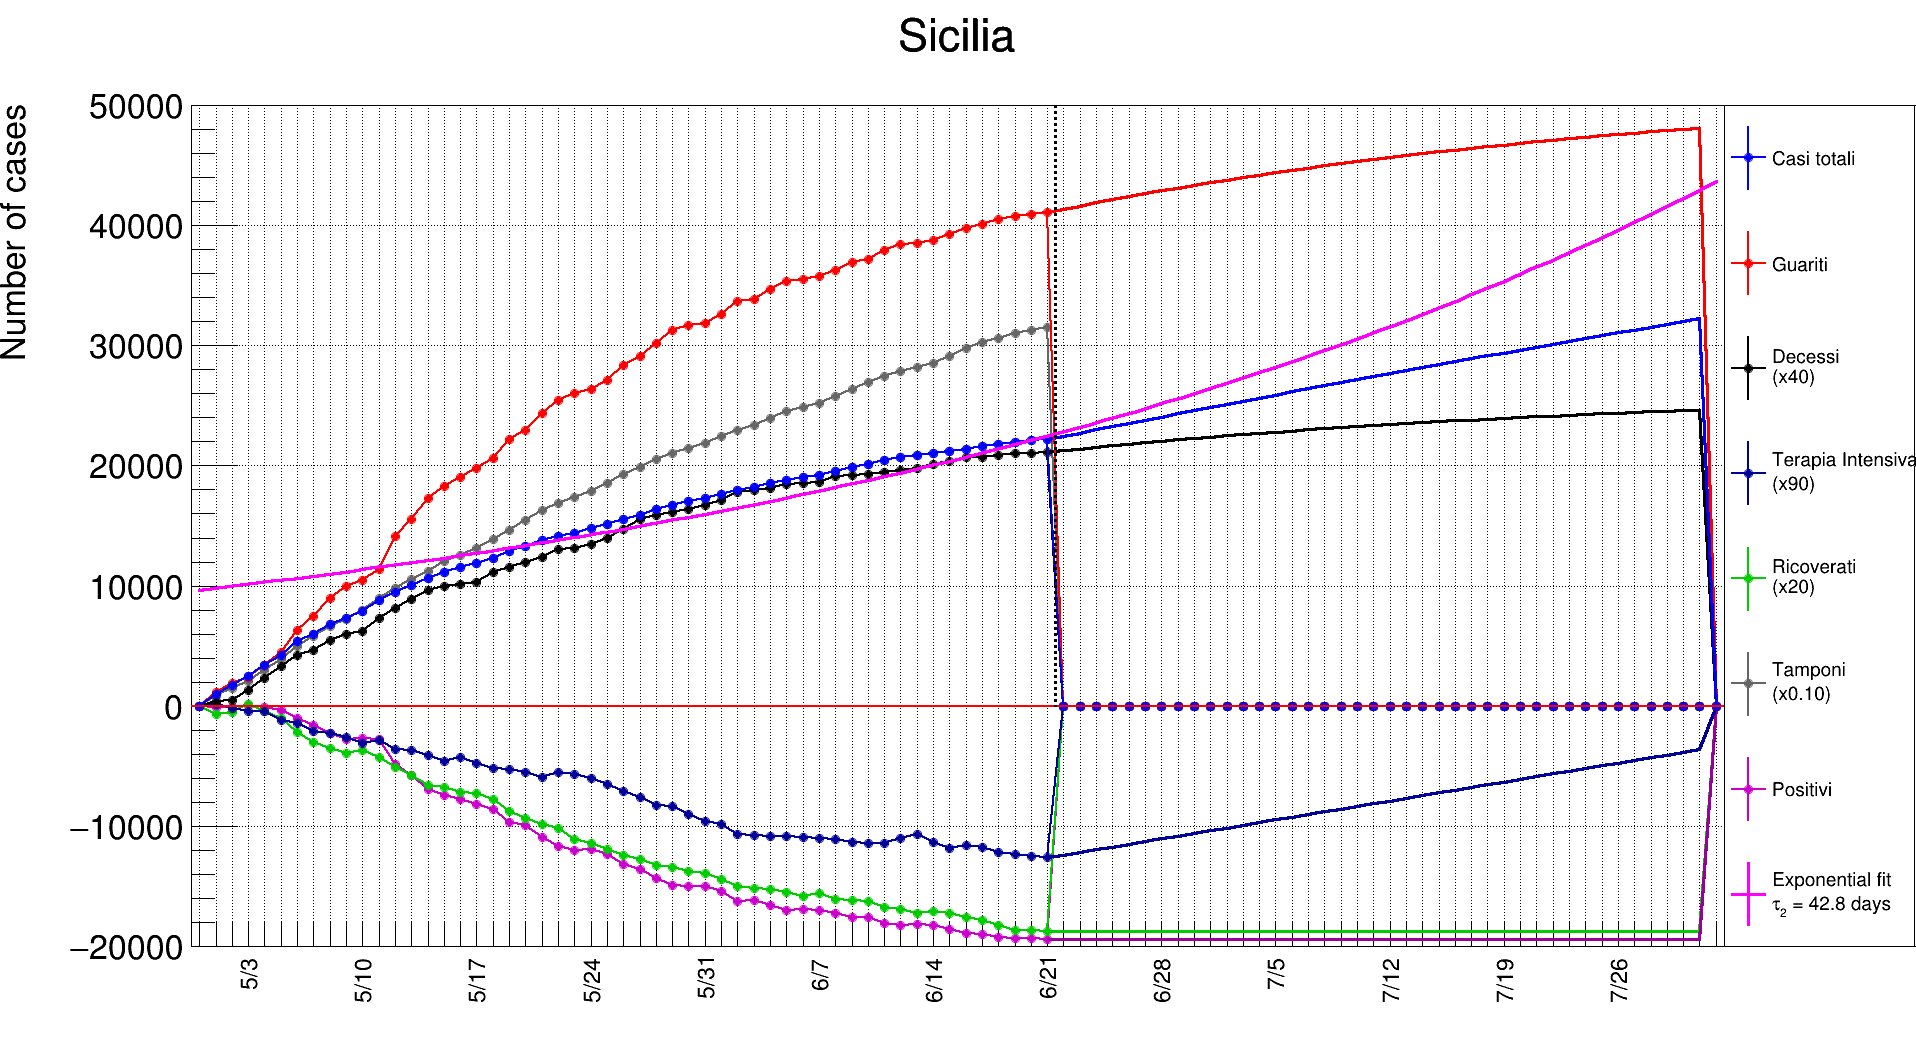 Sicilia
Number of cases
50000
40000
30000
20000
10000
0
−10000
−20000
5/3
5/10
5/17
5/24
5/31
6/7
6/14
6/21
6/28
7/5
7/12
7/19
7/26
Casi totali
Guariti
Decessi
(x40)
Terapia Intensiva
(x90)
Ricoverati
(x20)
Tamponi
(x0.10)
Positivi
Exponential fit
τ₂ = 42.8 days